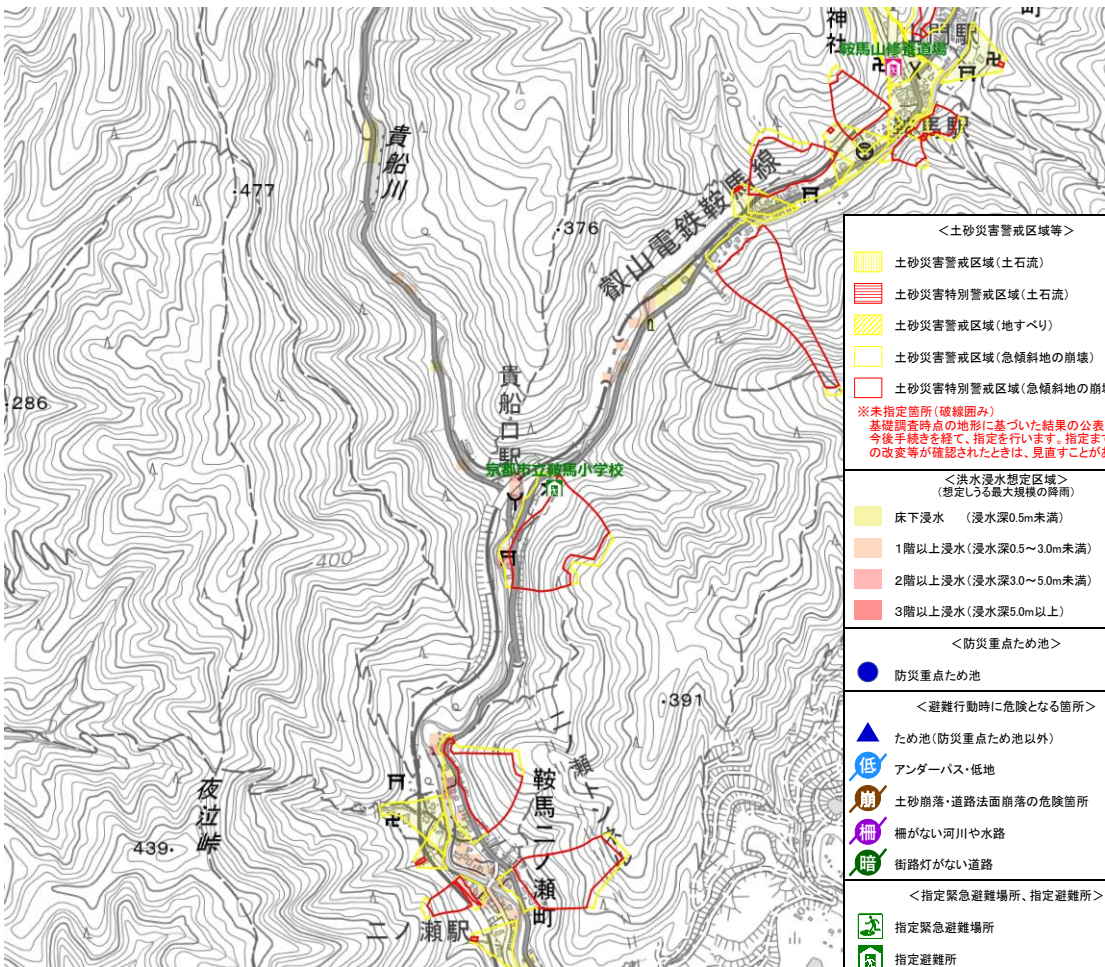 神社
町
門駅
鞍馬山修養道場
鞍馬駅
300
貴船川
・477
・376
叡山電鉄鞍馬線
・286
貴船口駅
京都市立鞍馬小学校
400
・391
夜泣峠
439・
鞍馬二ノ瀬町
二ノ瀬トンネル
二ノ瀬駅
＜土砂災害警戒区域等＞
土砂災害警戒区域(土石流)
土砂災害特別警戒区域(土石流)
土砂災害警戒区域(地すべり)
土砂災害警戒区域(急傾斜地の崩壊)
土砂災害特別警戒区域(急傾斜地の崩
※未指定箇所(破線囲み)
基礎調査時点の地形に基づいた結果の公表
今後手続きを経て、指定を行います。指定ま
の改変等が確認されたときは、見直すことが
＜洪水浸水想定区域＞
(想定しうる最大規模の降雨)
床下浸水　(浸水深0.5m未満)
1階以上浸水(浸水深0.5～3.0m未満)
2階以上浸水(浸水深3.0～5.0m未満)
3階以上浸水(浸水深5.0m以上)
＜防災重点ため池＞
防災重点ため池
＜避難行動時に危険となる箇所＞
ため池(防災重点ため池以外)
低 アンダーパス・低地
崩 土砂崩落・道路法面崩落の危険箇所
柵 柵がない河川や水路
暗 街路灯がない道路
＜指定緊急避難場所、指定避難所＞
指定緊急避難場所
指定避難所